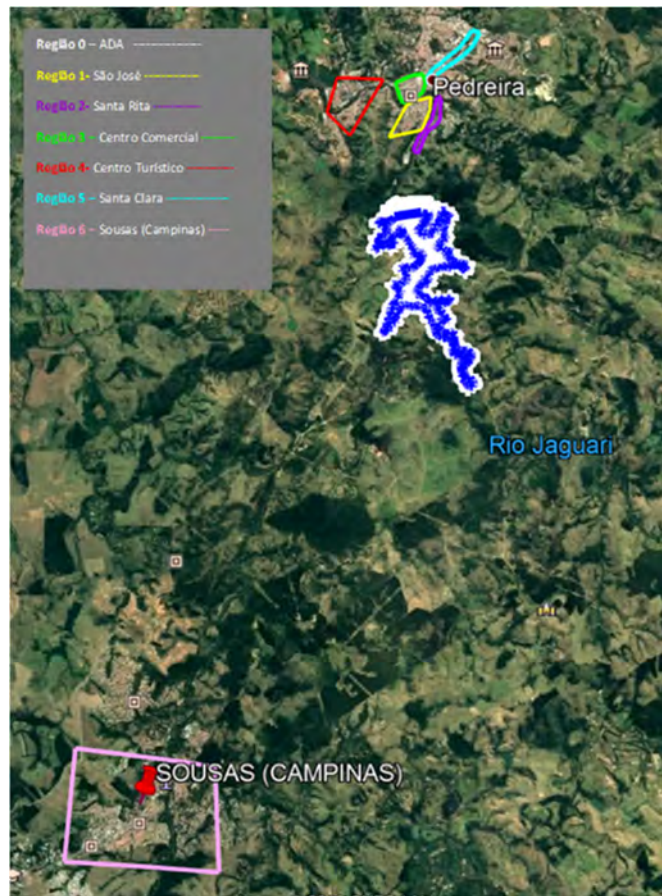 Região 0 – ADA
Região 1- São José
Região 2- Santa Rita
Região 3 – Centro Comercial
Região 4- Centro Turístico
Região 5 – Santa Clara
Região 6 – Sousas (Campinas)
Pedreira
Rio Jaguari
SOUSAS (CAMPINAS)